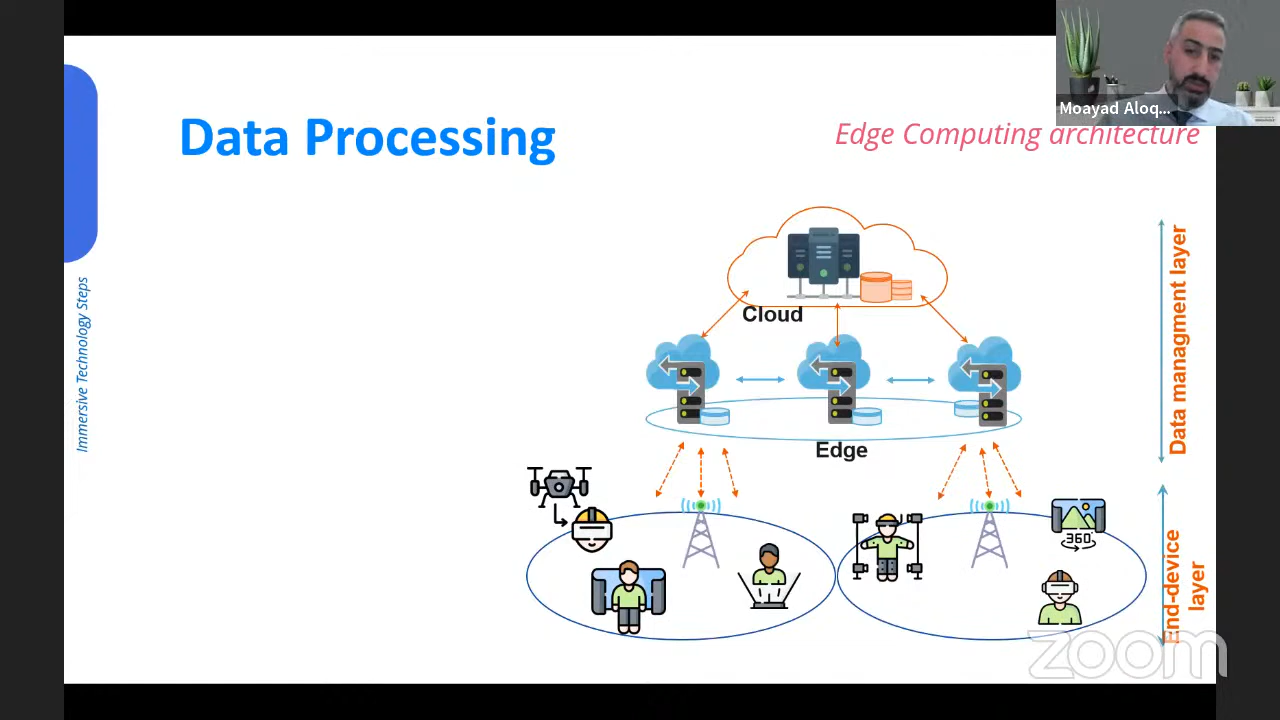 Moayad Aloq...
Data Processing
Edge Computing architecture
Immersive Technology Steps
Cloud
Data managment layer
Edge
360°
End-device
layer
zoom